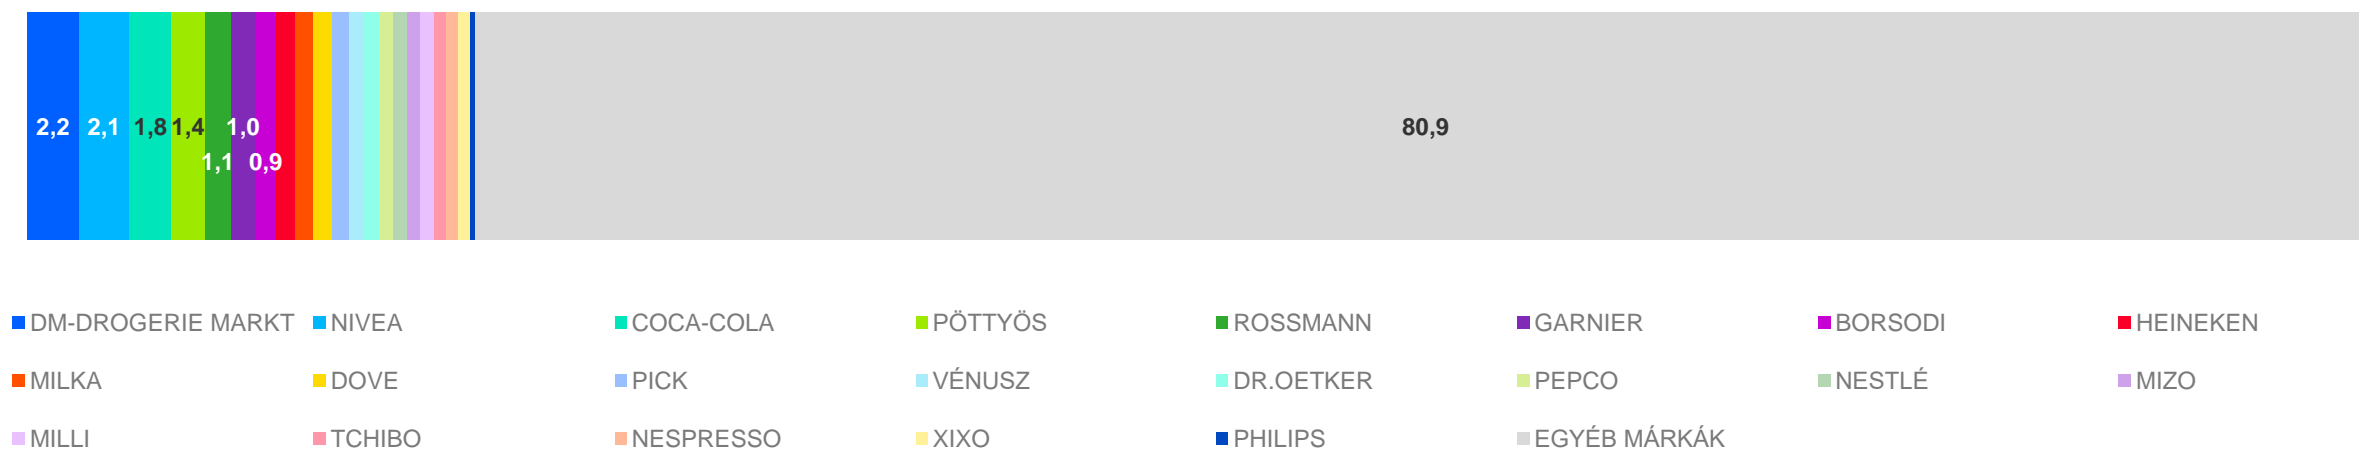 2,2 2,1 1,8 1,4 1,0 80,9
1,1 0,9
DM-DROGERIE MARKT NIVEA COCA-COLA PÖTTYÖS ROSSMANN GARNIER BORSODI HEINEKEN
MILKA DOVE PICK VÉNUSZ DR.OETKER PEPCO NESTLÉ MIZO
MILLI TCHIBO NESPRESSO XIXO PHILIPS EGYÉB MÁRKÁK